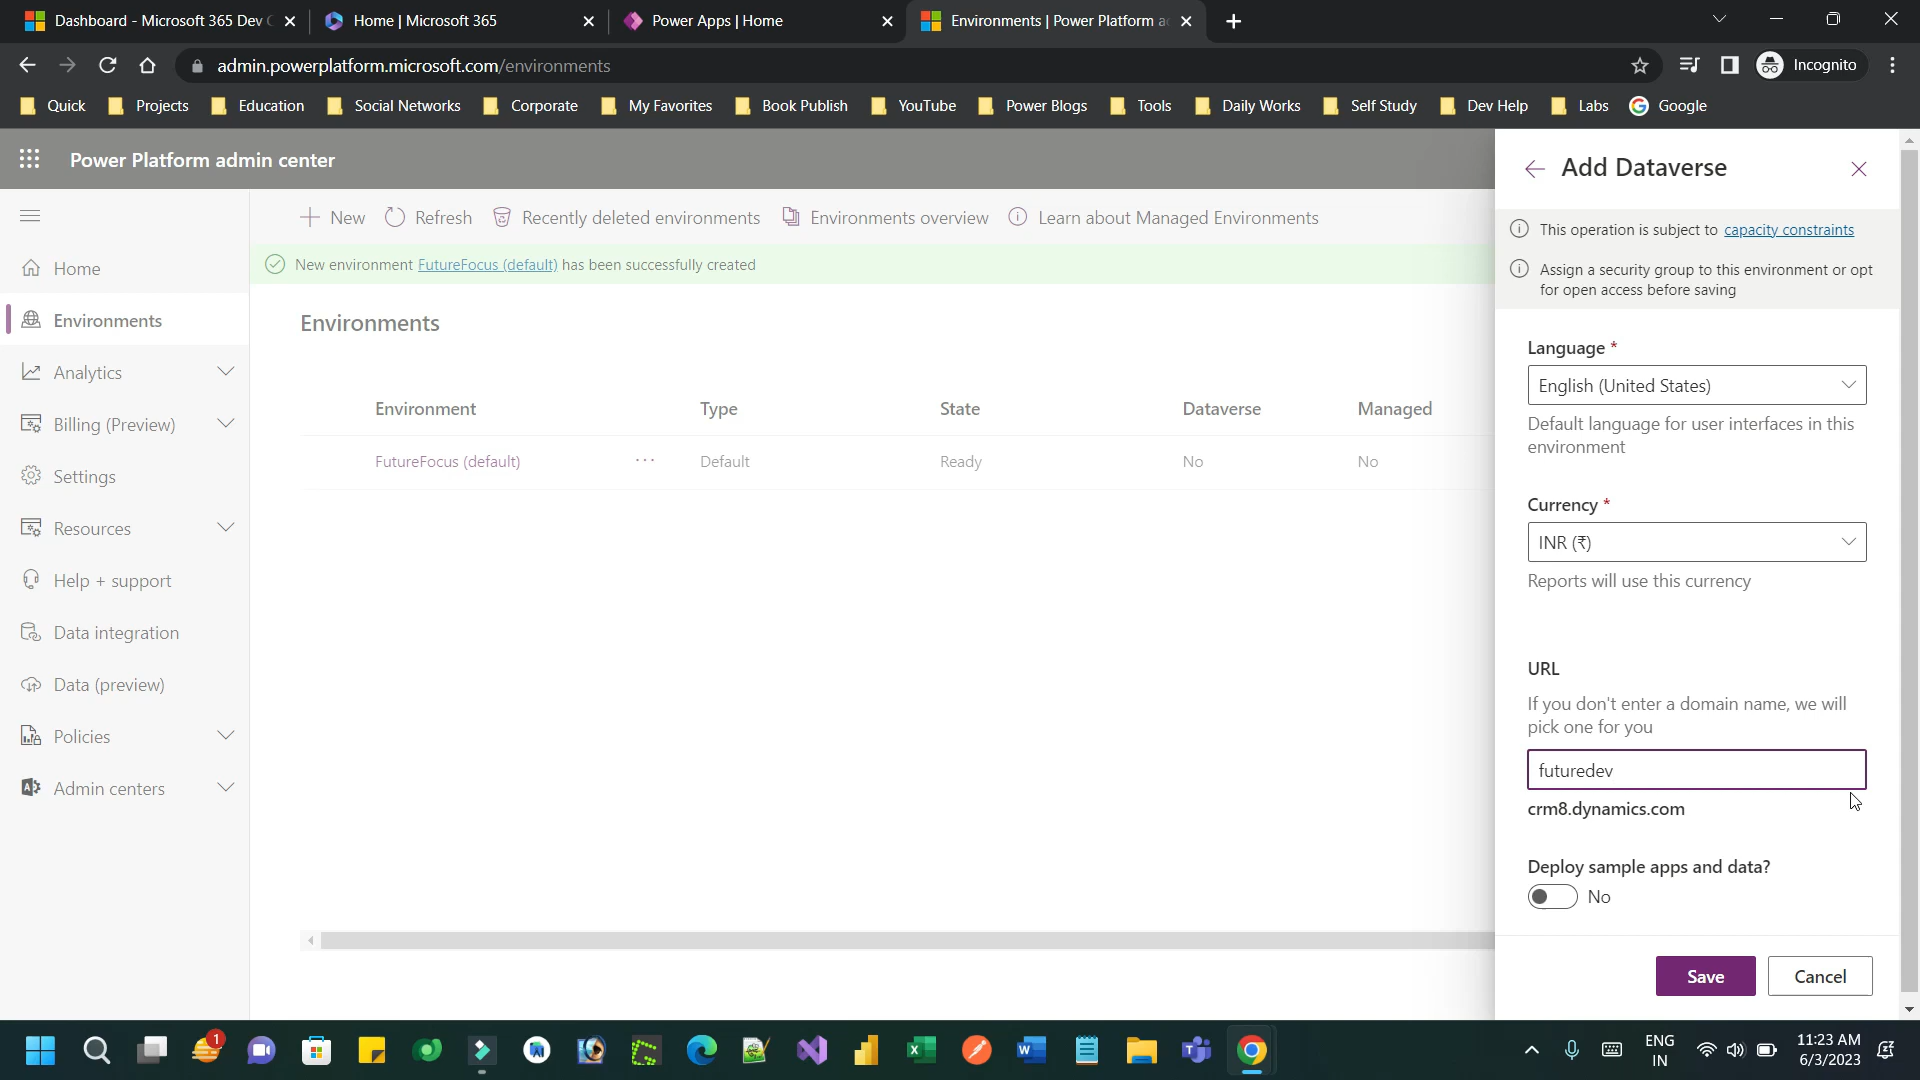 Dashboard - Microsoft 365 Dev C
Home | Microsoft 365
Power Apps | Home
Environments | Power Platform a
admin.powerplatform.microsoft.com/environments
Incognito
Quick
Projects
Education
Social Networks
Corporate
My Favorites
Book Publish
YouTube
Power Blogs
Tools
Daily Works
Self Study
Dev Help
Labs
Google
Power Platform admin center
New
Refresh
Recently deleted environments
Environments overview
Learn about Managed Environments
New environment FutureFocus (default) has been successfully created
Home
Environments
Analytics
Billing (Preview)
Settings
Resources
Help + support
Data integration
Data (preview)
Policies
Admin centers
Environments
Environment Type State Dataverse Managed
FutureFocus (default) ··· Default Ready No No
Add Dataverse
This operation is subject to capacity constraints
Assign a security group to this environment or opt
for open access before saving
Language *
English (United States)
Default language for user interfaces in this
environment
Currency *
INR (₹)
Reports will use this currency
URL
If you don't enter a domain name, we will
pick one for you
futuredev
crm8.dynamics.com
Deploy sample apps and data?
No
Save
Cancel
1
ENG
IN
11:23 AM
6/3/2023